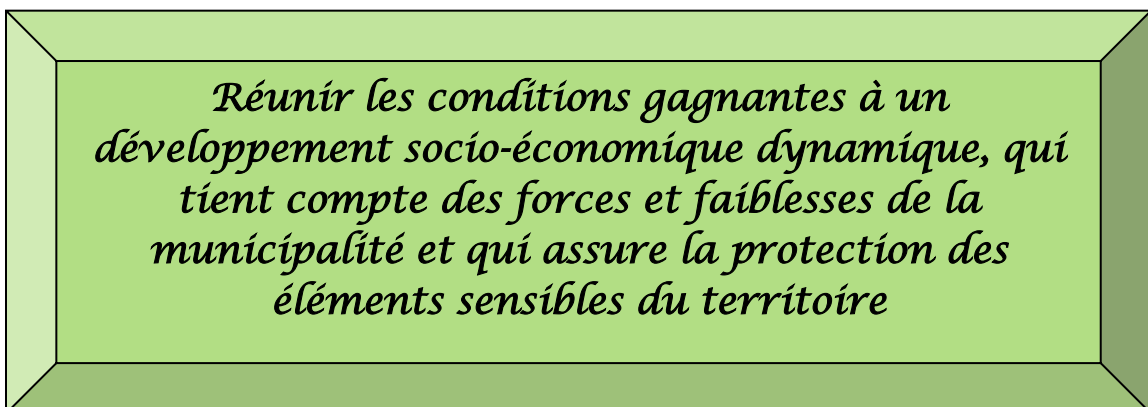 Réunir les conditions gagnantes à un
développement socio-économique dynamique, qui
tient compte des forces et faiblesses de la
municipalité et qui assure la protection des
éléments sensibles du territoire